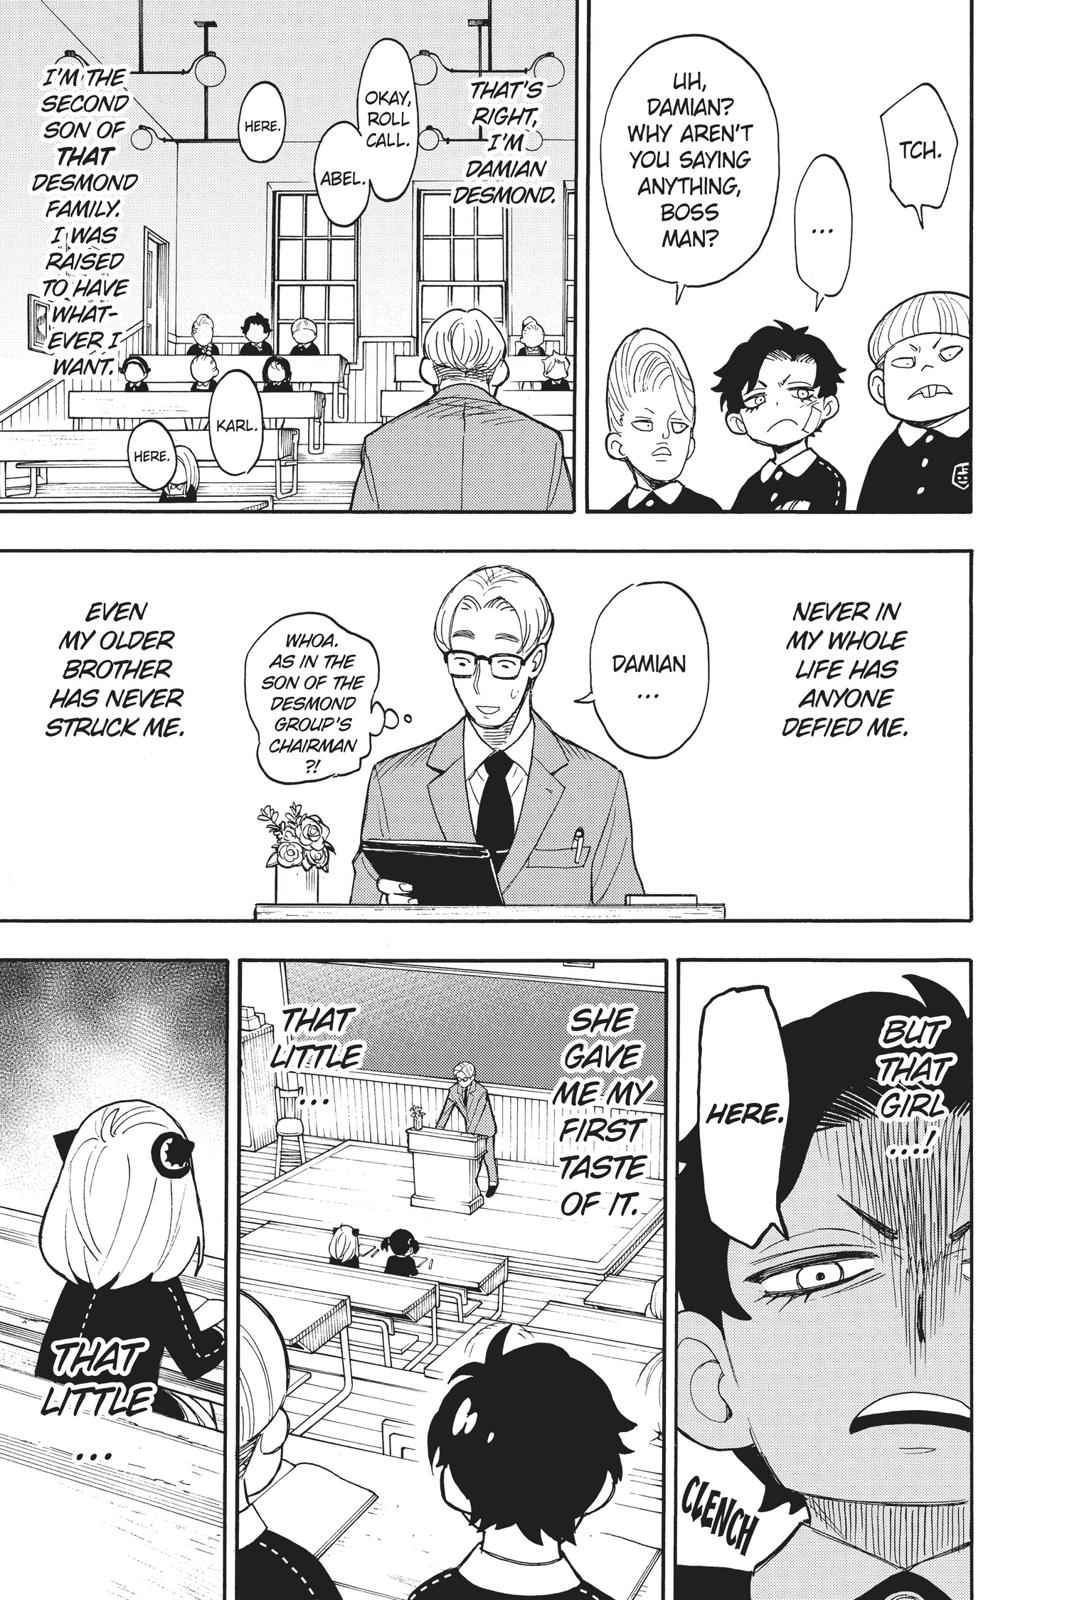 TCH.
...
UH,
DAMIAN?
WHY AREN'T
YOU SAYING
ANYTHING,
BOSS
MAN?
THAT'S
RIGHT,
I'M
DAMIAN
DESMOND.
OKAY,
ROLL
CALL.
ABEL.
HERE.
KARL.
HERE.
I'M THE
SECOND
SON OF
THAT
DESMOND
FAMILY.
I WAS
RAISED
TO HAVE
WHAT-
EVER I
WANT.
NEVER IN
MY WHOLE
LIFE HAS
ANYONE
DEFIED ME.
DAMIAN
...
WHOA.
AS IN THE
SON OF THE
DESMOND
GROUP'S
CHAIRMAN
?!
EVEN
MY OLDER
BROTHER
HAS NEVER
STRUCK ME.
BUT
THAT
GIRL
....!
HERE.
CLENCH
SHE
GAVE
ME MY
FIRST
TASTE
OF IT.
THAT
LITTLE
...
THAT
LITTLE
...